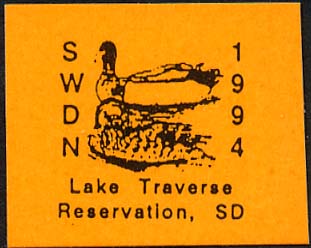 S 1
W 9
D 9
N 4
Lake Traverse
Reservation, SD